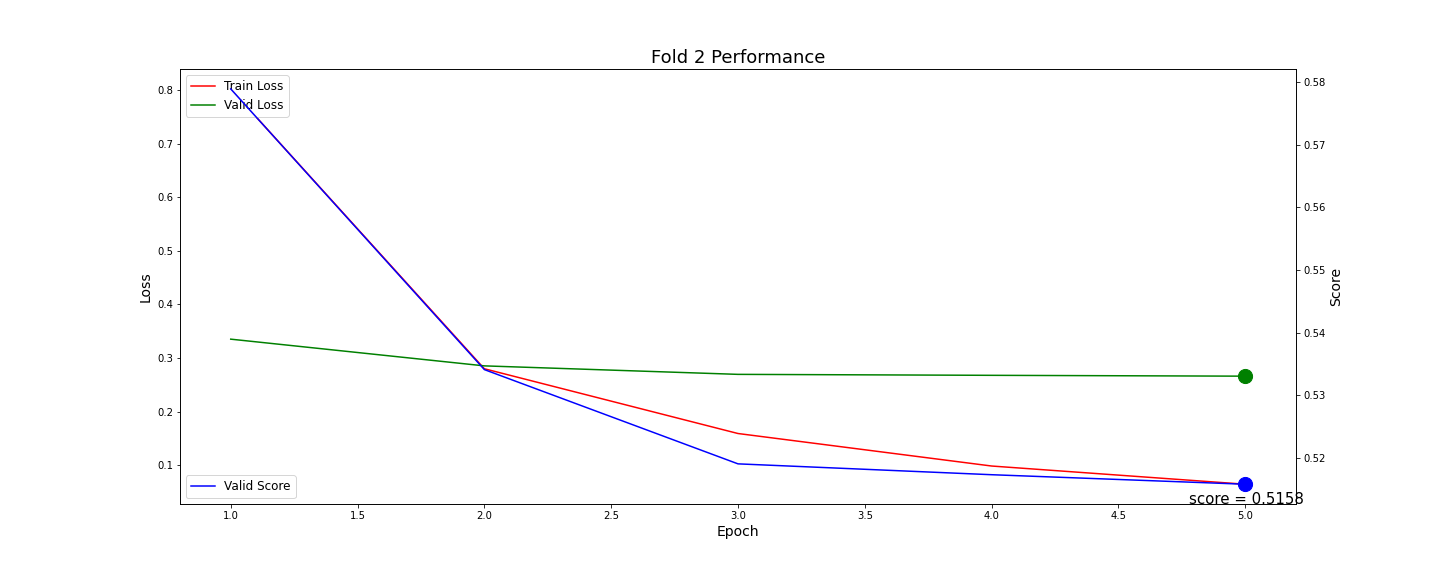 Fold 2 Performance
Train Loss
Valid Loss
Valid Score
0.8
0.7
0.6
0.5
0.4
0.3
0.2
0.1
Loss
0.58
0.57
0.56
0.55
0.54
0.53
0.52
Score
score = 0.5158
1.0 1.5 2.0 2.5 3.0 3.5 4.0 4.5 5.0
Epoch